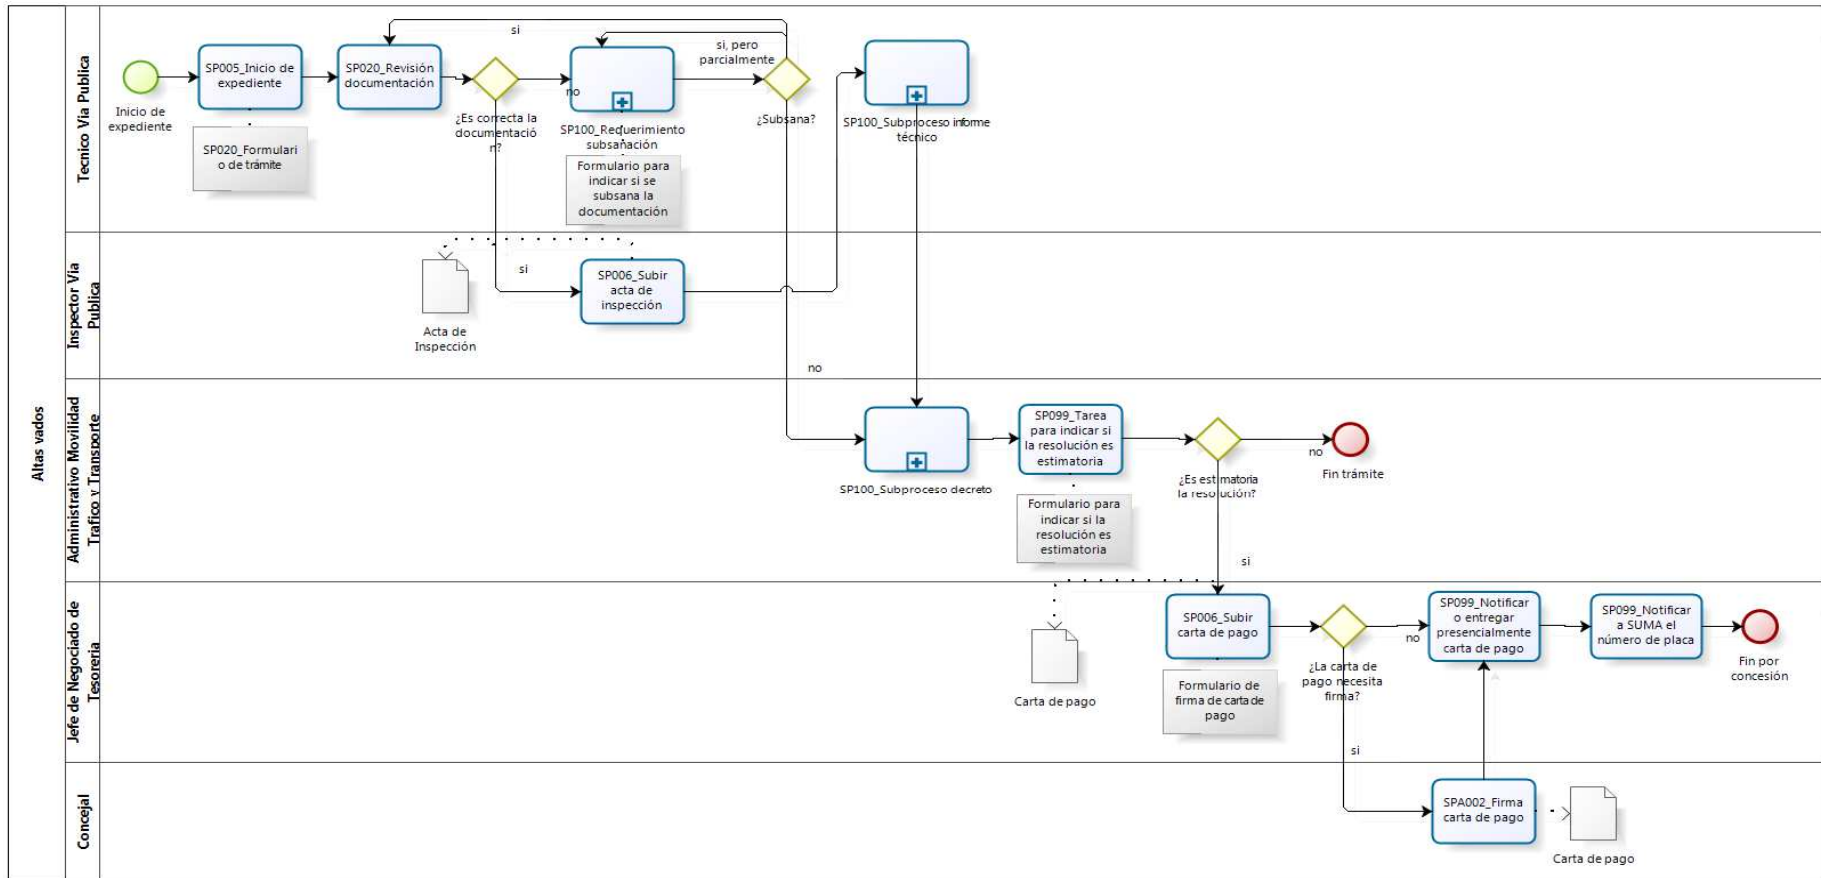 Altas vados
Tecnico Via Publica
Inicio de
expediente
SP005_Inicio de
expediente
SP020_Formulari
o de trámite
SP020_Revisión
documentación
¿Es correcta la
documentació
n?
no
si
SP100_Requerimiento
subsanación
Formulario para
indicar si se
subsana la
documentación
si
si, pero
parcialmente
¿Subsana?
SP100_Subproceso informe
técnico
Inspector Via
Publica
Acta de
Inspección
SP006_Subir
acta de
inspección
no
Administrativo Movilidad
Trafico y Transporte
SP100_Subproceso decreto
SP099_Tarea
para indicar si
la resolución es
estimatoria
Formulario para
indicar si la
resolución es
estimatoria
¿Es estimatoria
la resolución?
no
Fin trámite
si
Jefe de Negociado de
Tesoreria
Carta de pago
SP006_Subir
carta de pago
Formulario de
firma de carta de
pago
¿La carta de
pago necesita
firma?
no
SP099_Notificar
o entregar
presencialmente
carta de pago
SP099_Notificar
a SUMA el
número de placa
Fin por
concesión
si
Concejal
SPA002_Firma
carta de pago
Carta de pago